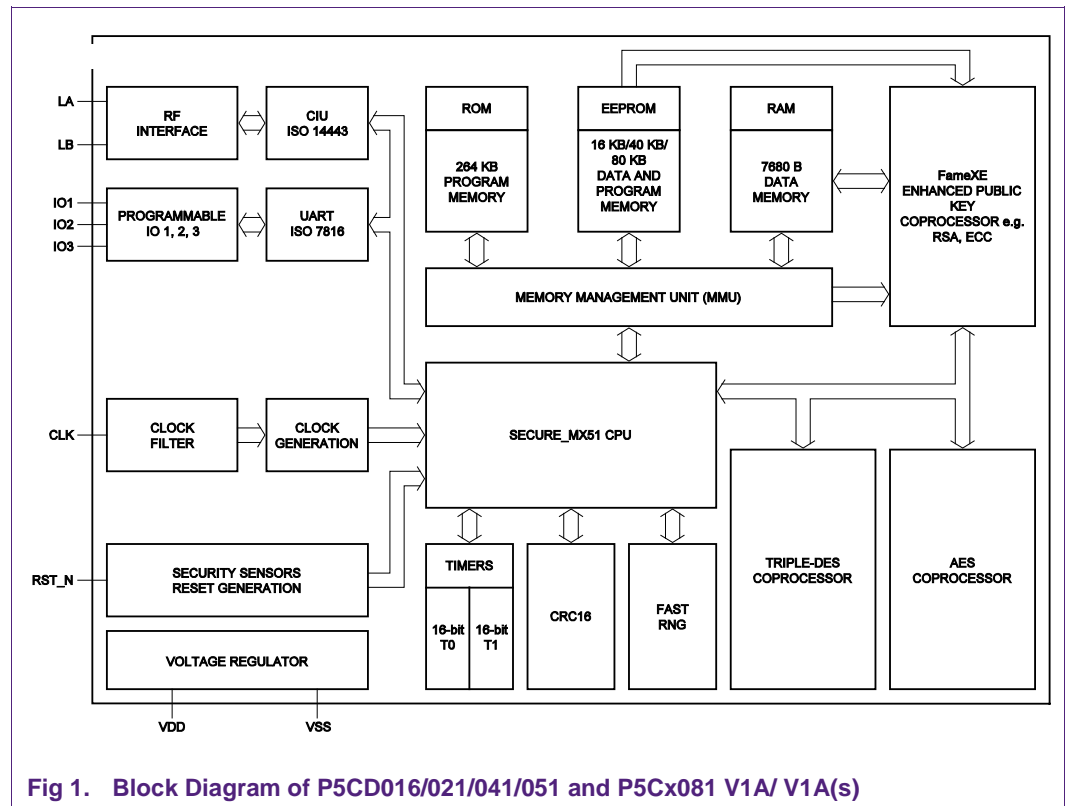 LA
LB
RF
INTERFACE
CIU
ISO 14443
IO1
IO2
IO3
PROGRAMMABLE
IO 1, 2, 3
UART
ISO 7816
ROM
264 KB
PROGRAM
MEMORY
EEPROM
16 KB/40 KB/
80 KB
DATA AND
PROGRAM
MEMORY
RAM
7680 B
DATA
MEMORY
FameXE
ENHANCED PUBLIC
KEY
COPROCESSOR e.g.
RSA, ECC
MEMORY MANAGEMENT UNIT (MMU)
CLK
CLOCK
FILTER
CLOCK
GENERATION
SECURE_MX51 CPU
RST_N
SECURITY SENSORS
RESET GENERATION
VOLTAGE REGULATOR
VDD
VSS
TIMERS
16-bit
T0
16-bit
T1
CRC16
FAST
RNG
TRIPLE-DES
COPROCESSOR
AES
COPROCESSOR
Fig 1. Block Diagram of P5CD016/021/041/051 and P5Cx081 V1A/ V1A(s)